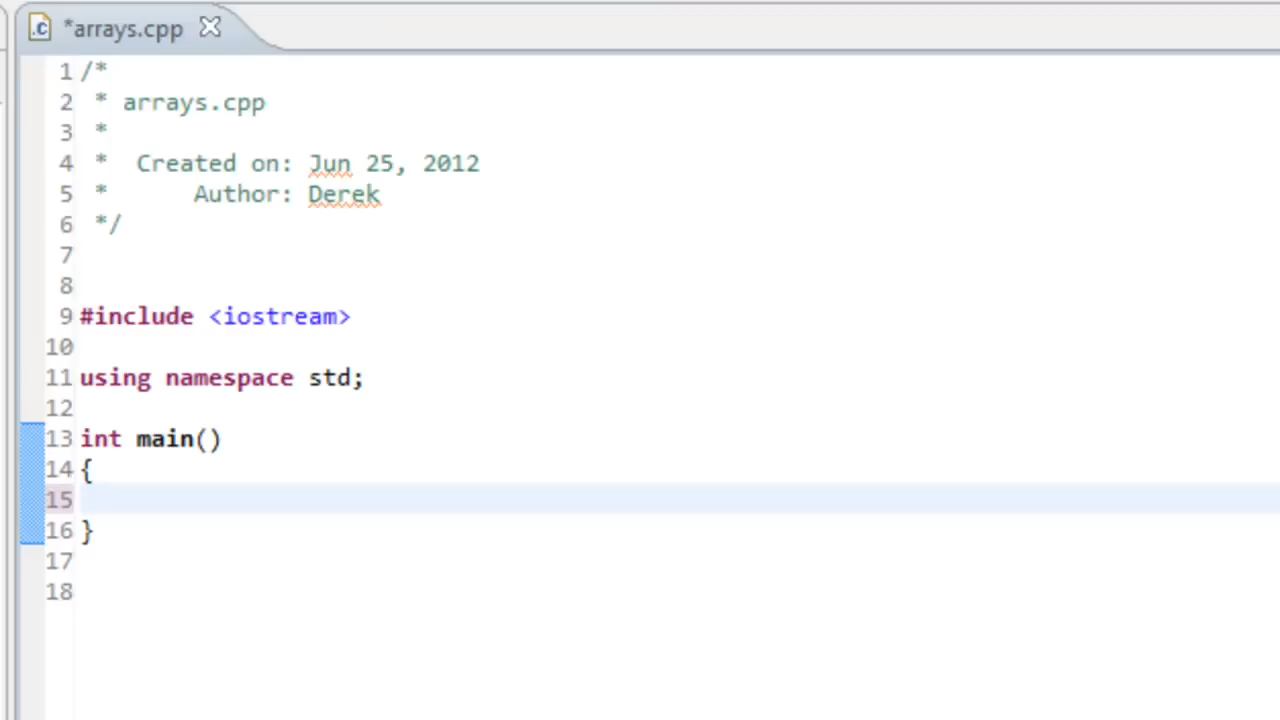 *arrays.cpp
1 /*
2  * arrays.cpp
3  *
4  *  Created on: Jun 25, 2012
5  *      Author: Derek
6  */
7
8
9 #include <iostream>
10
11 using namespace std;
12
13 int main()
14 {
15
16 }
17
18